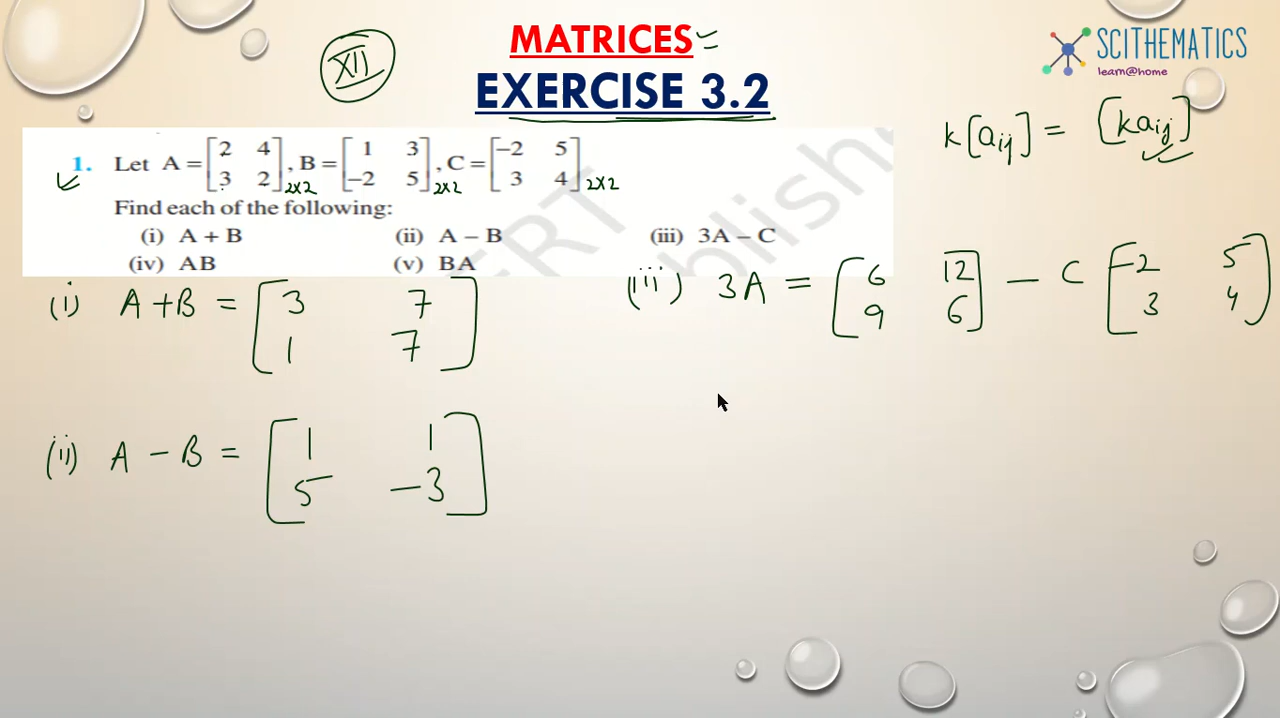 XII
MATRICES
EXERCISE 3.2
SCITHEMATICS
learn@home
k[aij] = [kaij]
1. Let A = [2 4 3 2] 2x2, B = [1 3 -2 5] 2x2, C = [-2 5 3 4] 2x2
Find each of the following:
(i) A + B (ii) A – B (iii) 3A – C
(iv) AB (v) BA
(i) A + B = [3 7 1 7]
(ii) A - B = [1 1 5 -3]
(iii) 3A = [6 12 9 6] - C [-2 5 3 4]